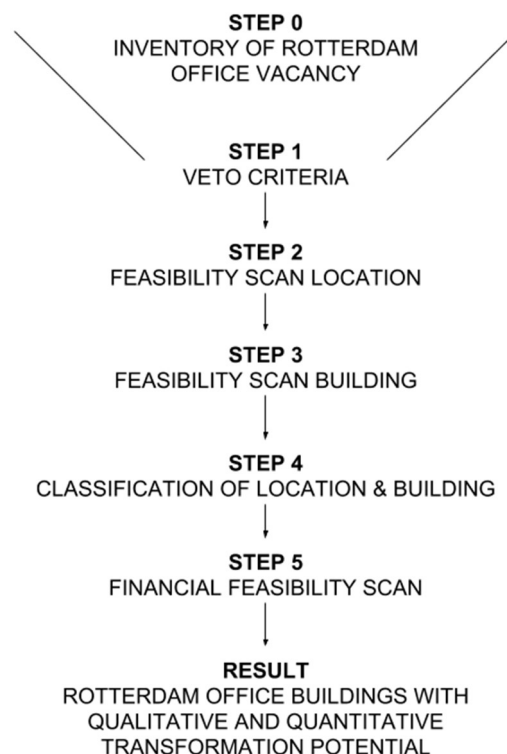 STEP 0
INVENTORY OF ROTTERDAM
OFFICE VACANCY
STEP 1
VETO CRITERIA
STEP 2
FEASIBILITY SCAN LOCATION
STEP 3
FEASIBILITY SCAN BUILDING
STEP 4
CLASSIFICATION OF LOCATION & BUILDING
STEP 5
FINANCIAL FEASIBILITY SCAN
RESULT
ROTTERDAM OFFICE BUILDINGS WITH
QUALITATIVE AND QUANTITATIVE
TRANSFORMATION POTENTIAL